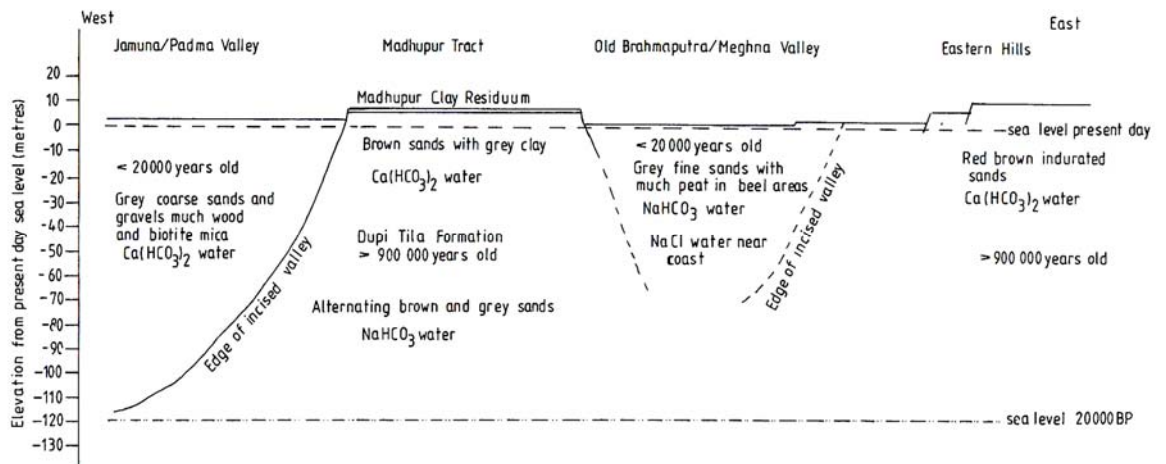 West
East
Jamuna/Padma Valley
Madhupur Tract
Old Brahmaputra/Meghna Valley
Eastern Hills
Elevation from present day sea level (metres)
20
10
0
-10
-20
-30
-40
-50
-60
-70
-80
-90
-100
-110
-120
-130
Madhupur Clay Residuum
sea level present day
< 20000 years old
Grey coarse sands and
gravels much wood
and biotite mica
Ca(HCO3)2 water
Edge of incised valley
Brown sands with grey clay
Ca(HCO3)2 water
Dupi Tila Formation
> 900 000 years old
Alternating brown and grey sands
NaHCO3 water
< 20000 years old
Grey fine sands with
much peat in beel areas
NaHCO3 water
NaCl water near
coast
Edge of incised valley
Red brown indurated
sands
Ca(HCO3)2 water
> 900 000 years old
sea level 20000BP